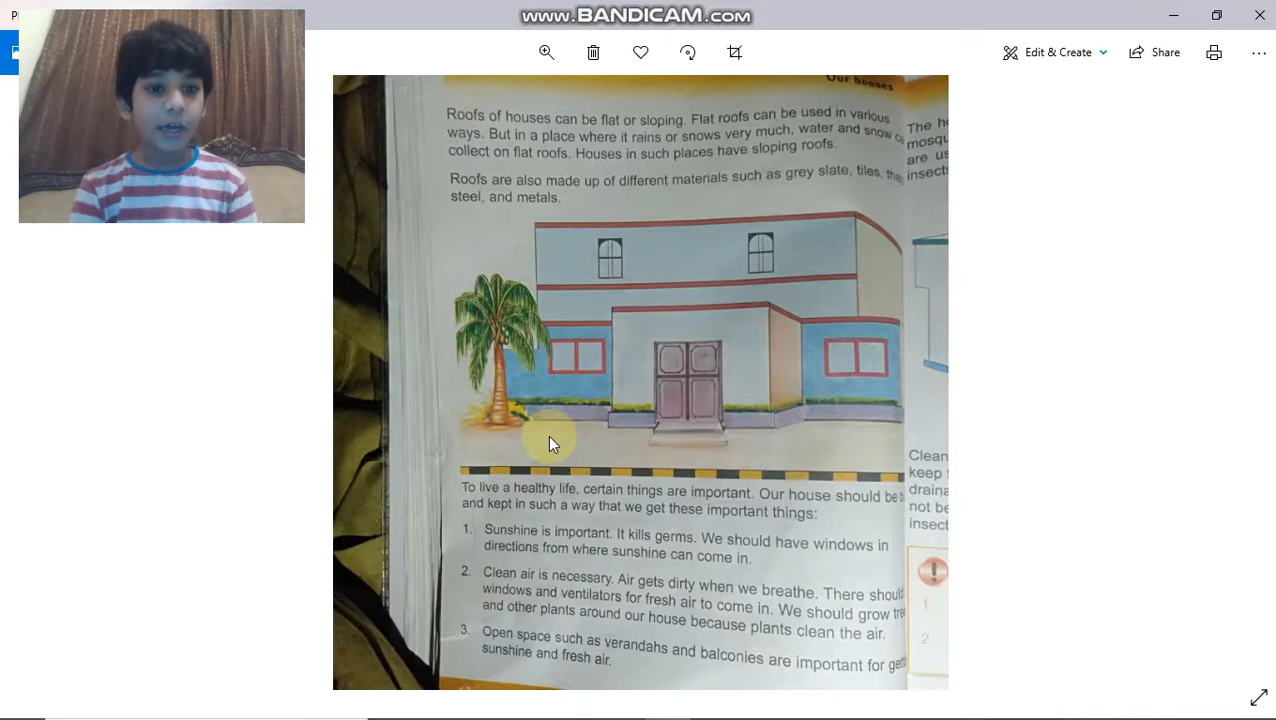 www.BANDICAM.com
Edit & Create
Share
Our houses
Roofs of houses can be flat or sloping. Flat roofs can be used in various
ways. But in a place where it rains or snows very much, water and snow
collect on flat roofs. Houses in such places have sloping roofs.
Roofs are also made up of different materials such as grey slate, tiles,
steel, and metals.
To live a healthy life, certain things are important. Our house should be
and kept in such a way that we get these important things:
1. Sunshine is important. It kills germs. We should have windows in
directions from where sunshine can come in.
2. Clean air is necessary. Air gets dirty when we breathe. There should
windows and ventilators for fresh air to come in. We should grow
and other plants around our house because plants clean the air.
3. Open space such as verandahs and balconies are important for
sunshine and fresh air.
The
are
Clean
keep
not be
1
2